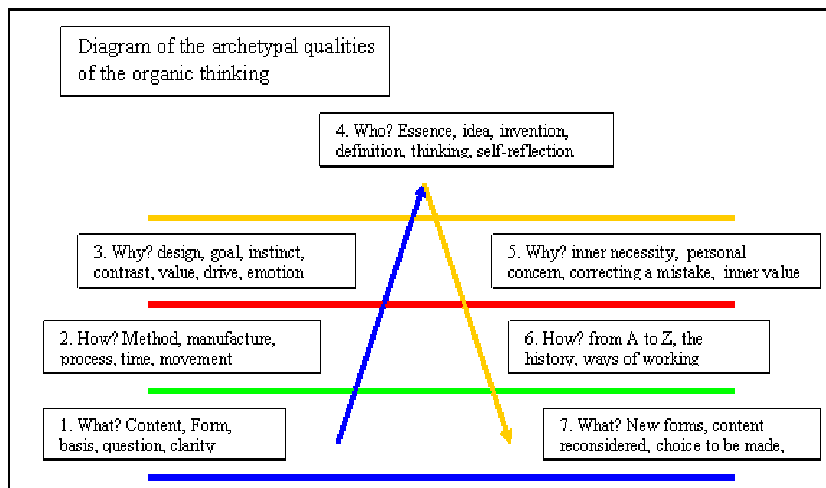 Diagram of the archetypal qualities
of the organic thinking
4. Who? Essence, idea, invention,
definition, thinking, self-reflection
3. Why? design, goal, instinct,
contrast, value, drive, emotion
5. Why? inner necessity, personal
concern, correcting a mistake, inner value
2. How? Method, manufacture,
process, time, movement
6. How? from A to Z, the
history, ways of working
1. What? Content, Form,
basis, question, clarity
7. What? New forms, content
reconsidered, choice to be made,